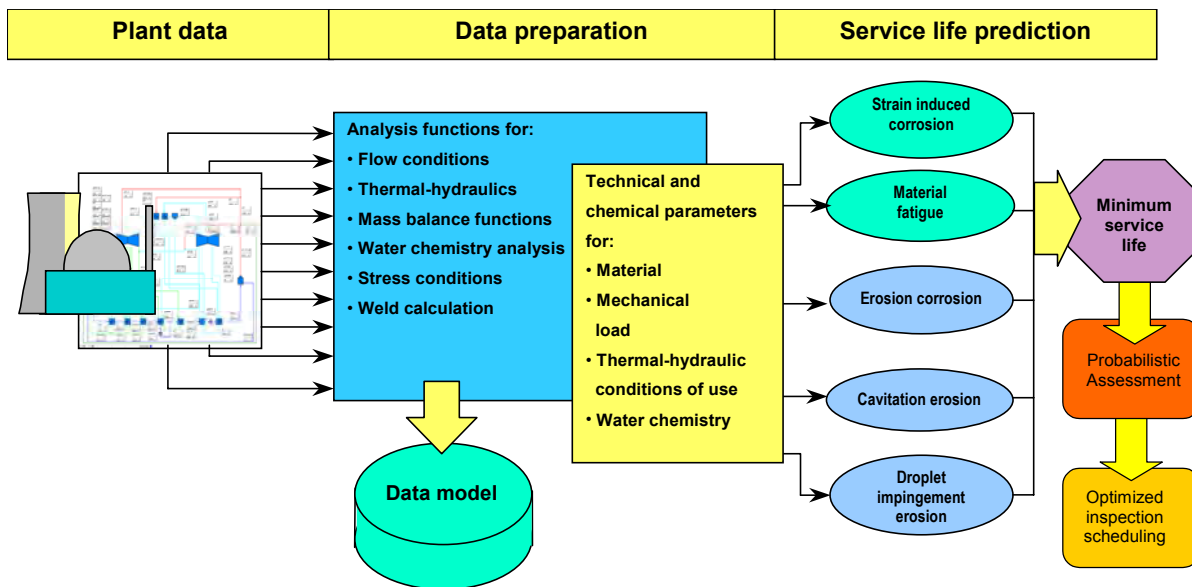 Plant data
Data preparation
Service life prediction
Analysis functions for:
• Flow conditions
• Thermal-hydraulics
• Mass balance functions
• Water chemistry analysis
• Stress conditions
• Weld calculation
Technical and
chemical parameters
for:
• Material
• Mechanical
load
• Thermal-hydraulic
conditions of use
• Water chemistry
Data model
Strain induced
corrosion
Material
fatigue
Erosion corrosion
Cavitation erosion
Droplet
impingement
erosion
Minimum
service
life
Probabilistic
Assessment
Optimized
inspection
scheduling